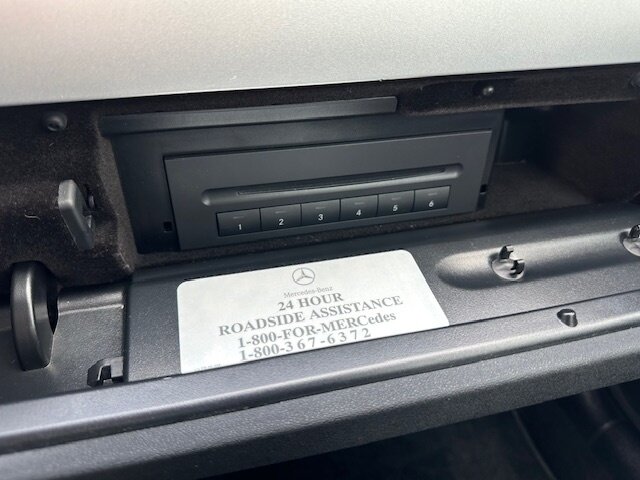 1 2 3 4 5 6
Mercedes-Benz
24 HOUR
ROADSIDE ASSISTANCE
1-800-FOR-MERCedes
1-800-367-6372